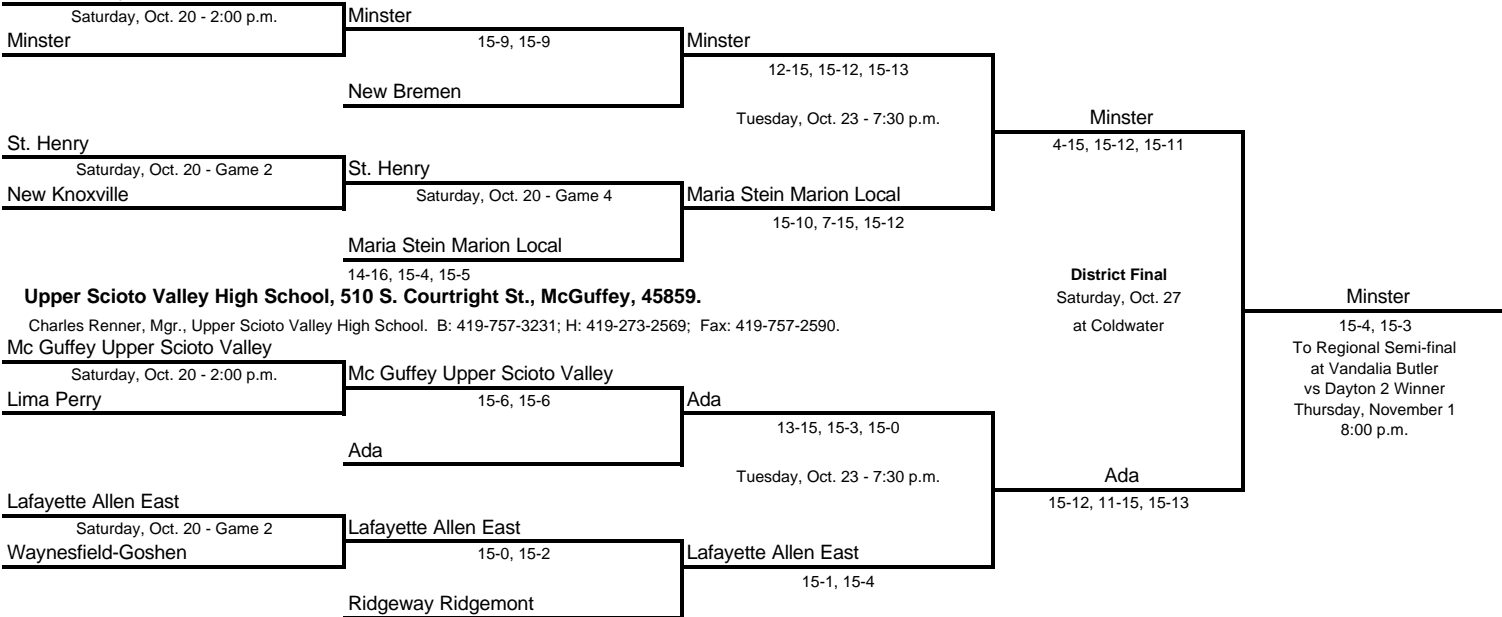 Saturday, Oct. 20 - 2:00 p.m.
Minster
Minster
15-9, 15-9
Minster
12-15, 15-12, 15-13
New Bremen
Tuesday, Oct. 23 - 7:30 p.m.
Minster
4-15, 15-12, 15-11
St. Henry
Saturday, Oct. 20 - Game 2
St. Henry
New Knoxville
Saturday, Oct. 20 - Game 4
Maria Stein Marion Local
15-10, 7-15, 15-12
Maria Stein Marion Local
14-16, 15-4, 15-5
District Final
Saturday, Oct. 27
at Coldwater
Minster
15-4, 15-3
To Regional Semi-final
at Vandalia Butler
vs Dayton 2 Winner
Thursday, November 1
8:00 p.m.
Upper Scioto Valley High School, 510 S. Courtright St., McGuffey, 45859.
Charles Renner, Mgr., Upper Scioto Valley High School. B: 419-757-3231; H: 419-273-2569; Fax: 419-757-2590.
Mc Guffey Upper Scioto Valley
Saturday, Oct. 20 - 2:00 p.m.
Mc Guffey Upper Scioto Valley
Lima Perry
15-6, 15-6
Ada
13-15, 15-3, 15-0
Ada
Tuesday, Oct. 23 - 7:30 p.m.
Ada
15-12, 11-15, 15-13
Lafayette Allen East
Saturday, Oct. 20 - Game 2
Lafayette Allen East
Waynesfield-Goshen
15-0, 15-2
Lafayette Allen East
15-1, 15-4
Ridgeway Ridgemont